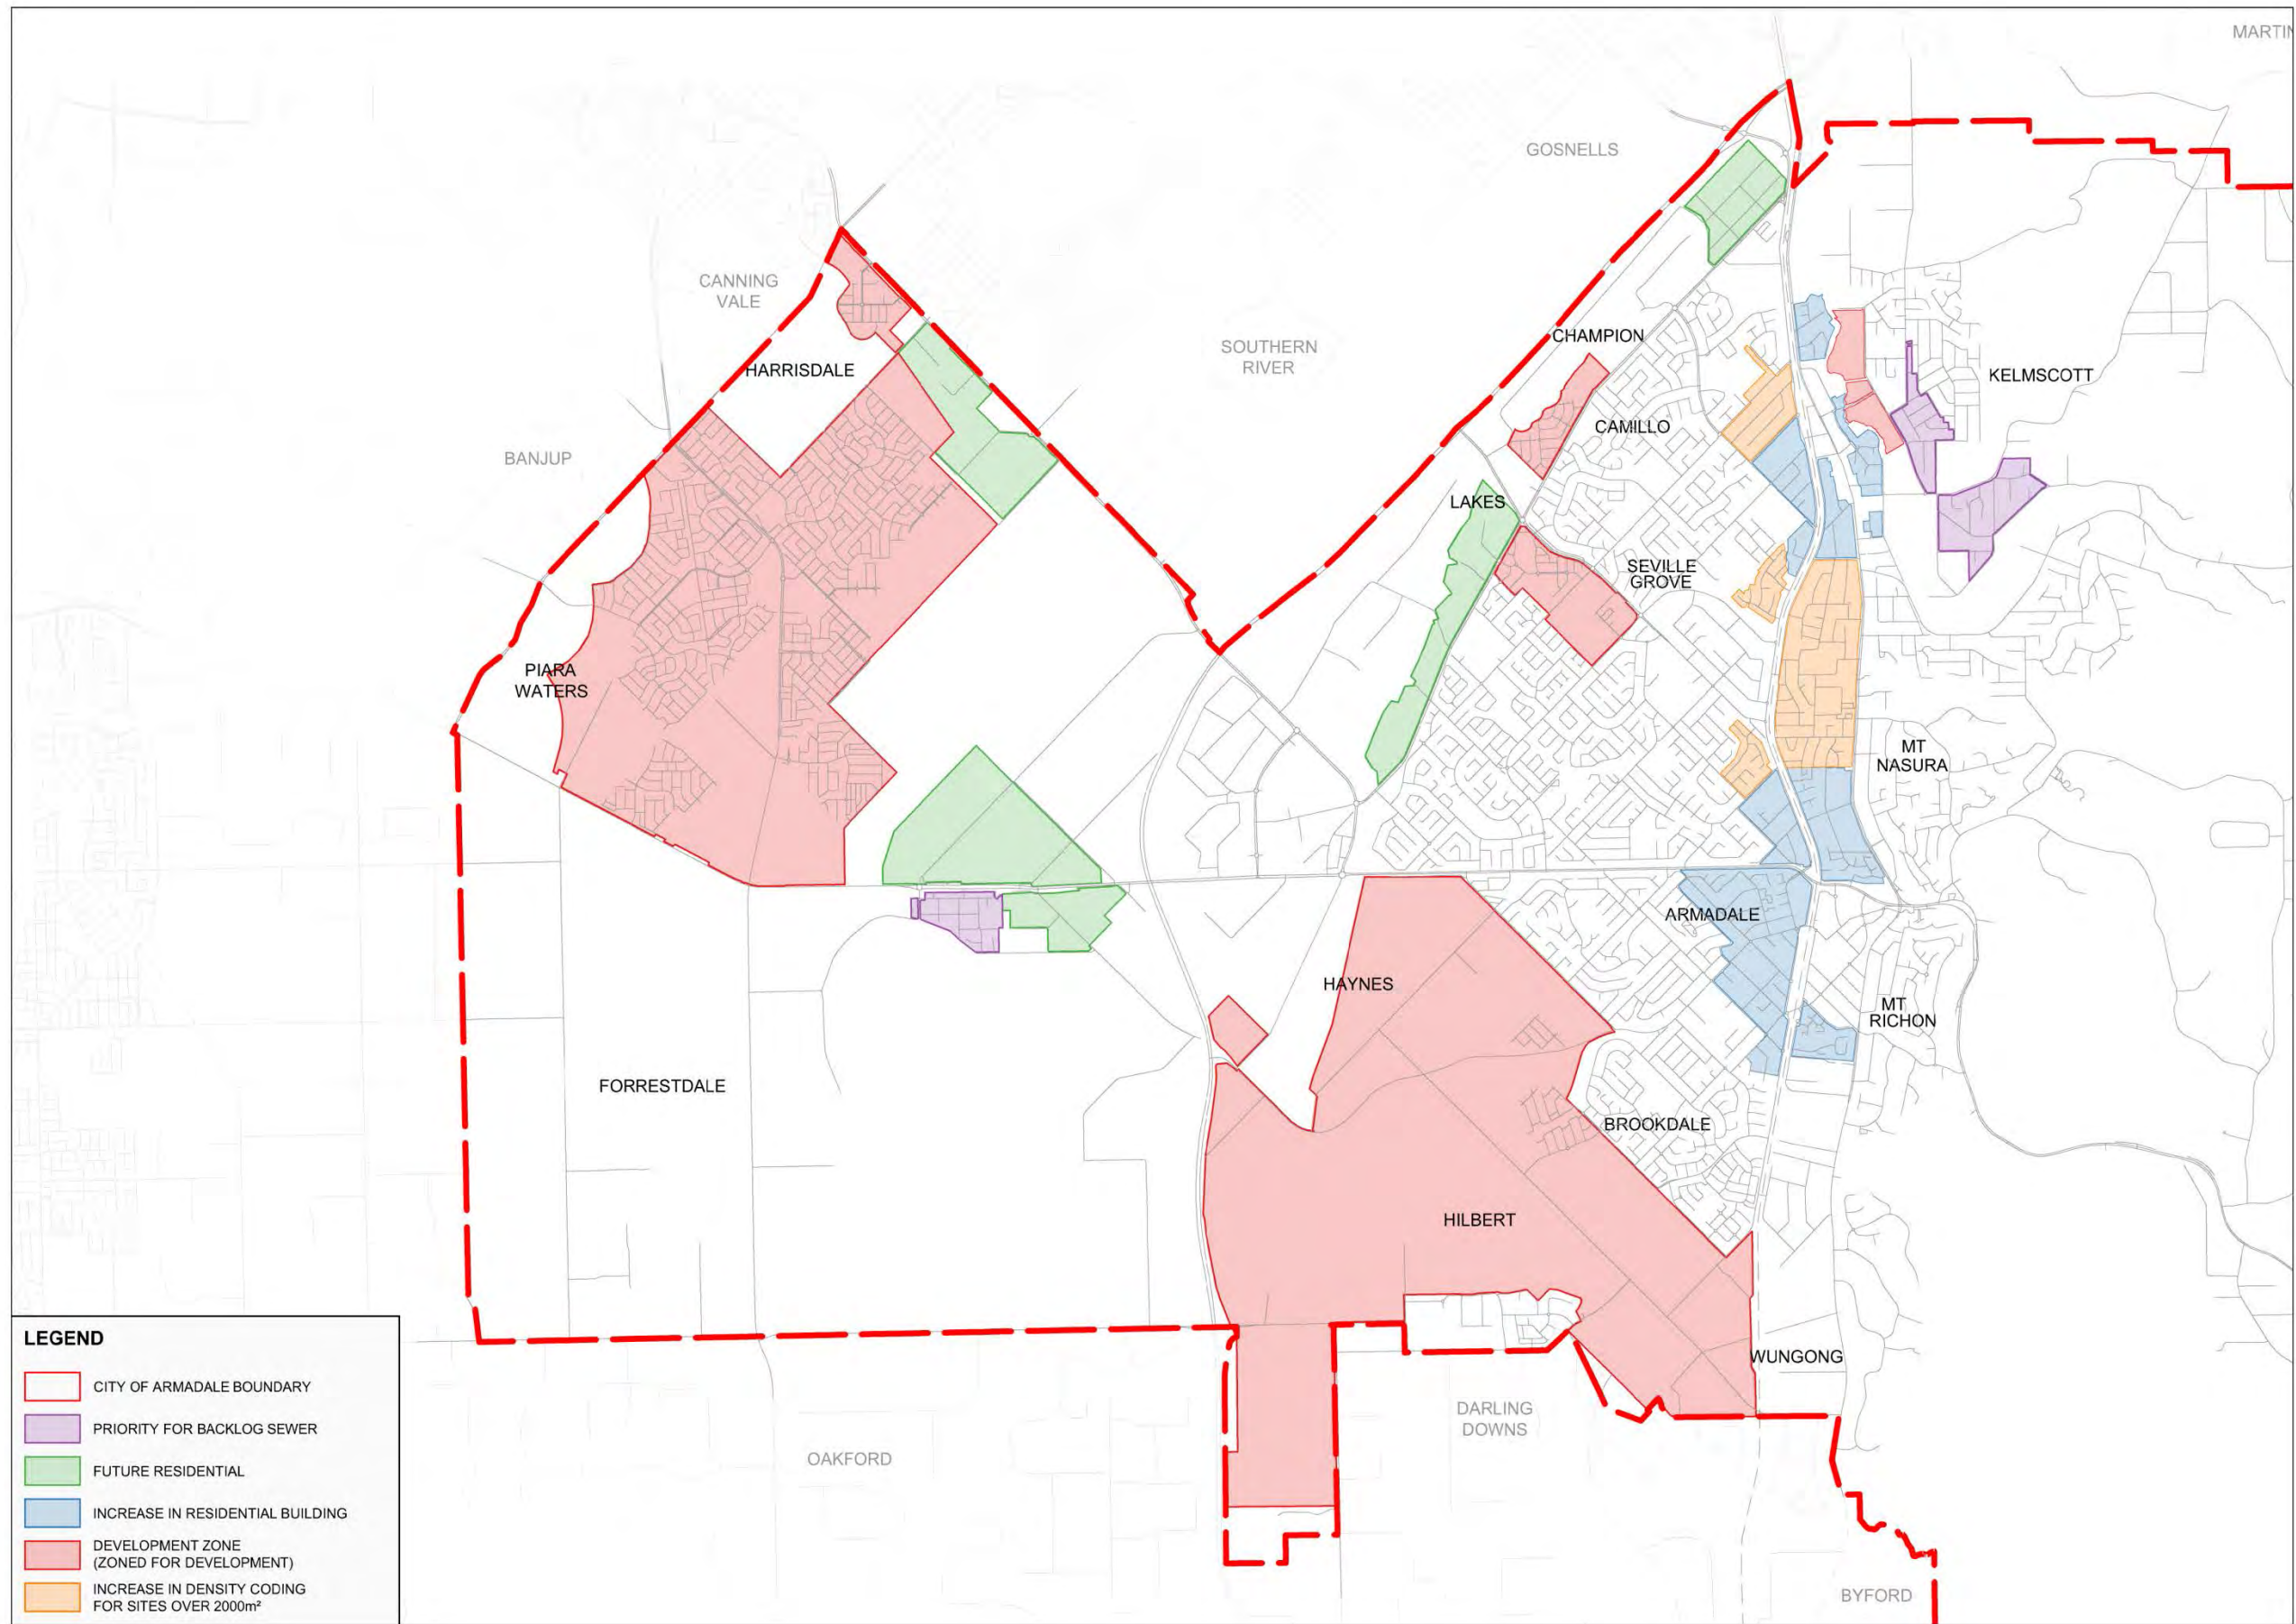 MARTIN
GOSNELLS
CANNING
VALE
CHAMPION
SOUTHERN
RIVER
HARRISDALE
KELMSCOTT
CAMILLO
BANJUP
LAKES
SEVILLE
GROVE
PIARA
WATERS
MT
NASURA
ARMADALE
HAYNES
MT
RICHON
FORRESTDALE
BROOKDALE
HILBERT
WUNGONG
DARLING
DOWNS
OAKFORD
BYFORD
LEGEND
CITY OF ARMADALE BOUNDARY
PRIORITY FOR BACKLOG SEWER
FUTURE RESIDENTIAL
INCREASE IN RESIDENTIAL BUILDING
DEVELOPMENT ZONE
(ZONED FOR DEVELOPMENT)
INCREASE IN DENSITY CODING
FOR SITES OVER 2000m²